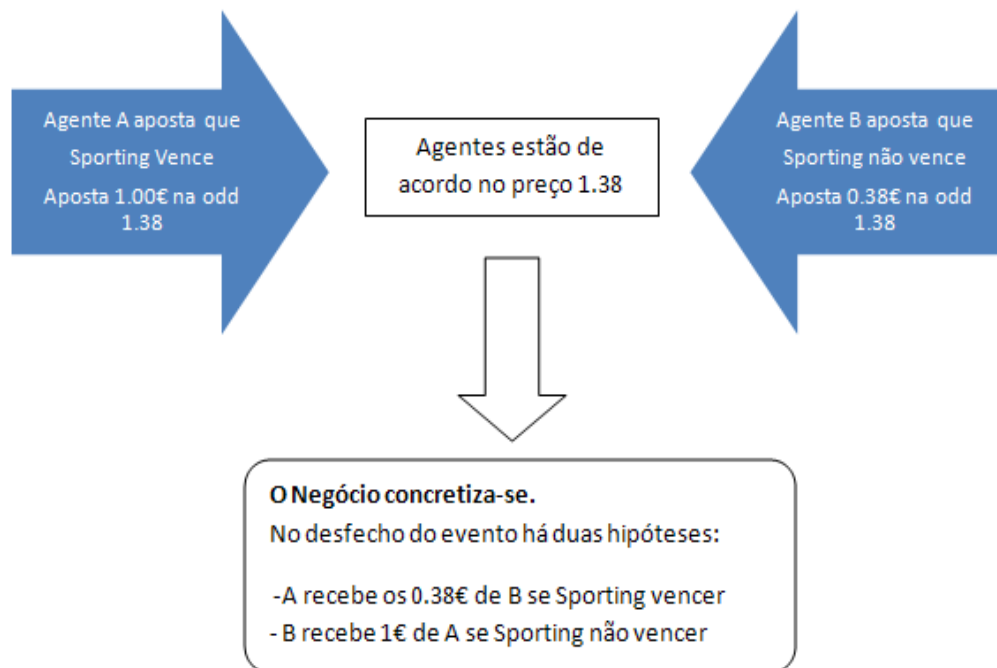 Agente A aposta que
Sporting Vence
Aposta 1.00€ na odd
1.38
Agentes estão de
acordo no preço 1.38
Agente B aposta que
Sporting não vence
Aposta 0.38€ na odd
1.38
O Negócio concretiza-se.
No desfecho do evento há duas hipóteses:
-A recebe os 0.38€ de B se Sporting vencer
- B recebe 1€ de A se Sporting não vencer